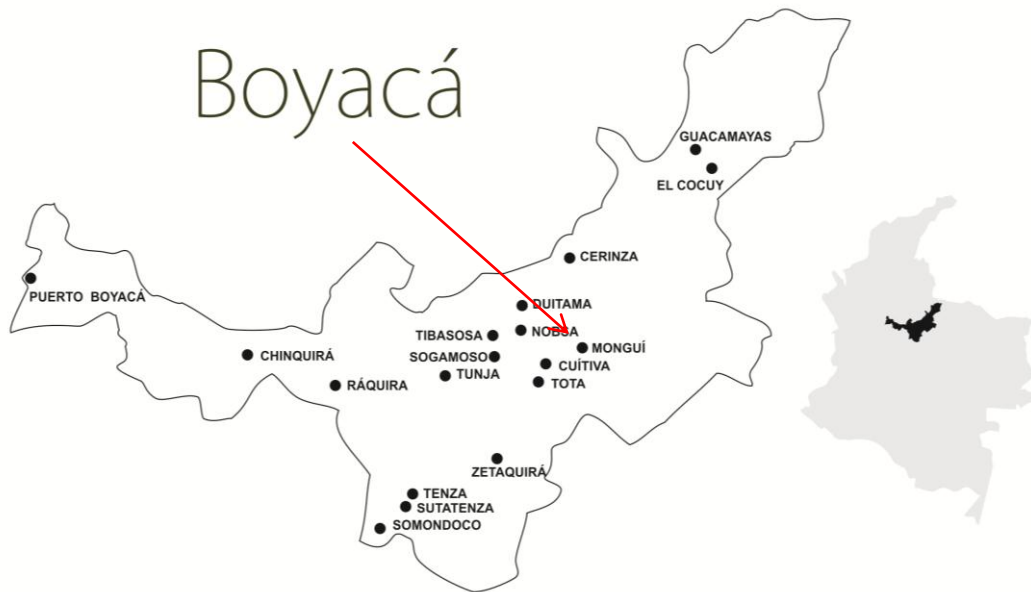 Boyacá
GUACAMAYAS
EL COCUY
CERINZA
PUERTO BOYACÁ
DUITAMA
NOBSA
TIBASOSA
MONGUÍ
CHINQUIRÁ
SOGAMOSO
CUÍTIVA
TUNJA
TOTA
RÁQUIRA
ZETAQUIRÁ
TENZA
SUTATENZA
SOMONDOCO